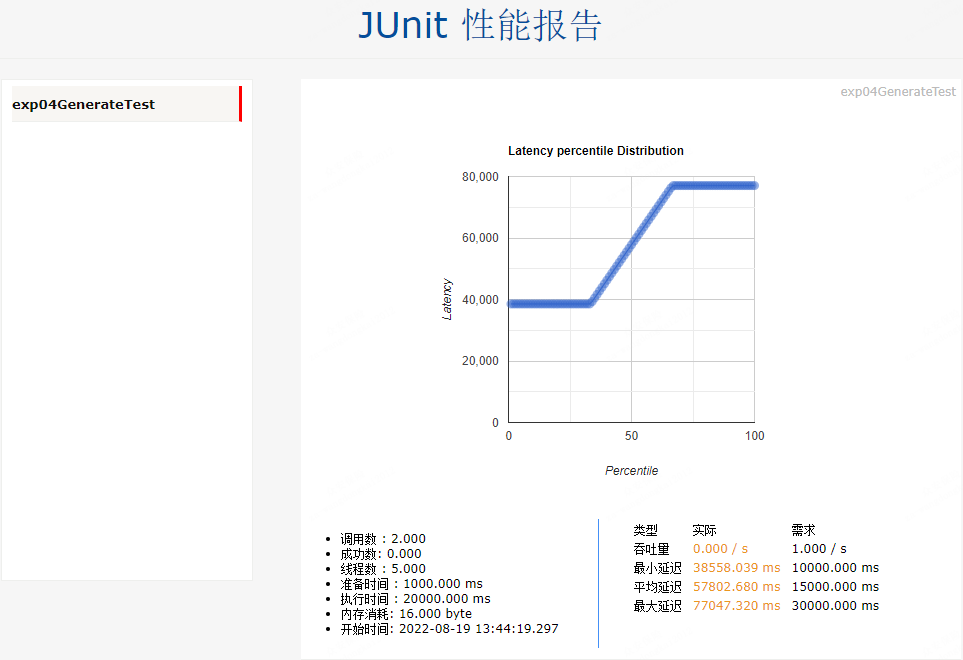 JUnit 性能报告
exp04GenerateTest
exp04GenerateTest
Latency percentile Distribution
80,000
60,000
40,000
20,000
0
Latency
0 50 100
Percentile
调用数 : 2.000
成功数: 0.000
线程数 : 5.000
准备时间 : 1000.000 ms
执行时间 : 20000.000 ms
内存消耗: 16.000 byte
开始时间: 2022-08-19 13:44:19.297
类型 实际 需求
吞吐量 0.000 / s 1.000 / s
最小延迟 38558.039 ms 10000.000 ms
平均延迟 57802.680 ms 15000.000 ms
最大延迟 77047.320 ms 30000.000 ms